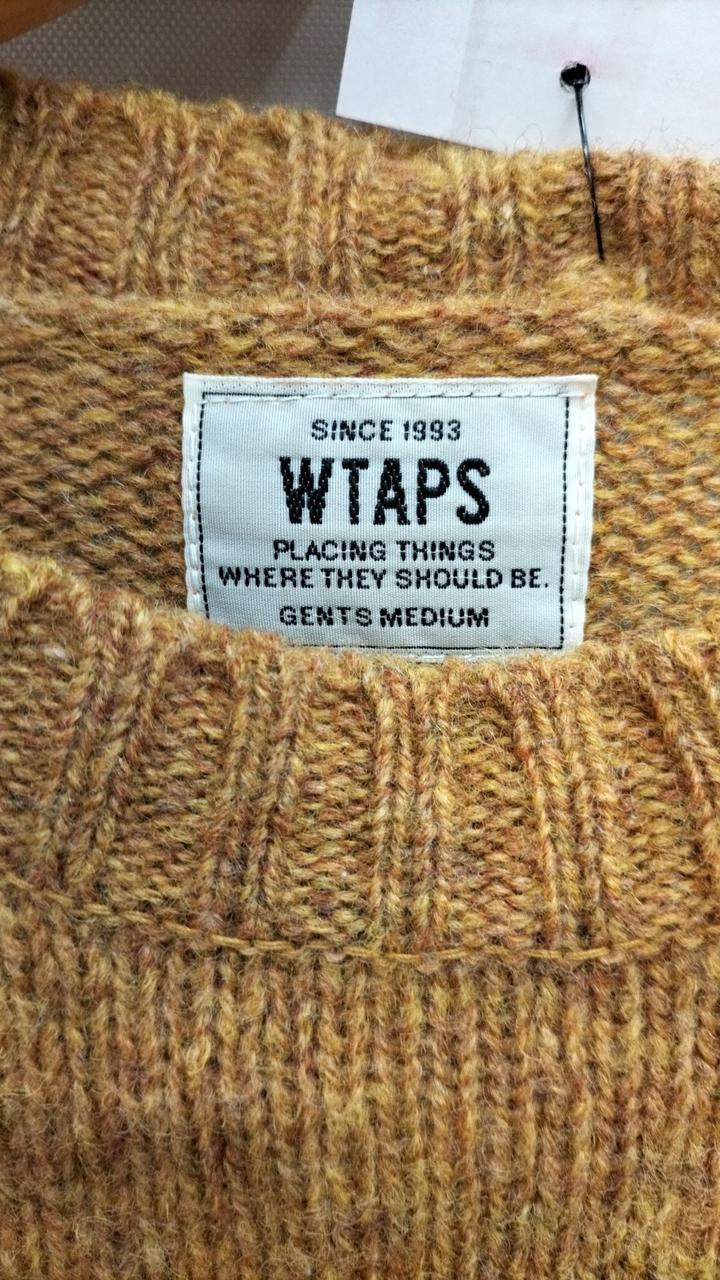 SINCE 1993
WTAPS
PLACING THINGS
WHERE THEY SHOULD BE.
GENTS MEDIUM